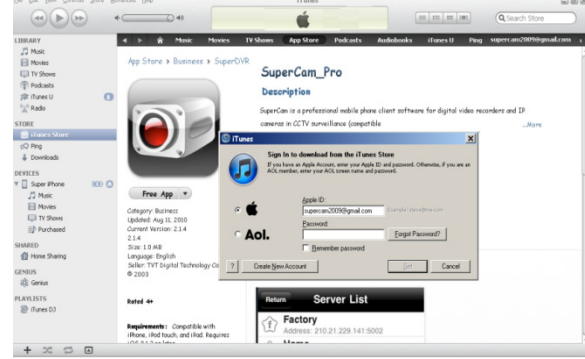 iTunes
4:0
Search Store
LIBRARY
Music
Movies
TV Shows
Podcasts
iTunes U
Radio
STORE
iTunes Store
Ping
Downloads
DEVICES
Super iPhone
Music
Movies
TV Shows
Purchased
SHARED
Home Sharing
GENIUS
Genius
PLAYLISTS
iTunes DJ
Music Movies TV Shows App Store Podcasts Audiobooks iTunes U Ping supercam2009@gmail.com
App Store > Business > SuperDVR
SuperCam_Pro
Description
SuperCam is a professional mobile phone client software for digital video recorders and IP
cameras in CCTV surveillance (compatible
...More
Free App
Category: Business
Updated: Aug 11, 2010
Current Version: 2.1.4
2.1.4
Size: 1.0 MB
Language: English
Seller: TVT Digital Technology Co
© 2003
Rated 4+
Requirements: Compatible with
iPhone, iPod touch, and iPad. Requires
iTunes
Sign In to download from the iTunes Store
If you have an Apple Account, enter your Apple ID and password. Otherwise, if you are an
AOL member, enter your AOL screen name and password.
Apple ID:
supercam2009@gmail.com
Example: steve@me.com
Aol.
Password:
Forgot Password?
Remember password
? Create New Account Get Cancel
Return Server List
Factory
Address: 210.21.229.141:5002